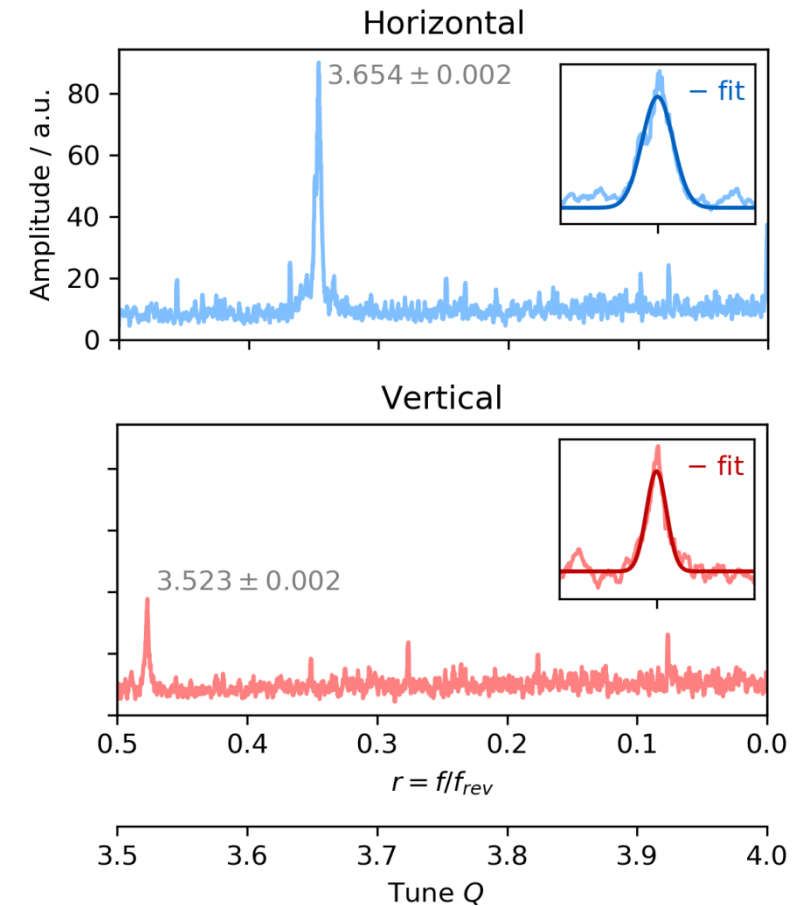 Horizontal
Amplitude / a.u.
80
60
40
20
0
3.654 ± 0.002
− fit
Vertical
3.523 ± 0.002
− fit
0.5 0.4 0.3 0.2 0.1 0.0
r = f/f_rev
3.5 3.6 3.7 3.8 3.9 4.0
Tune Q